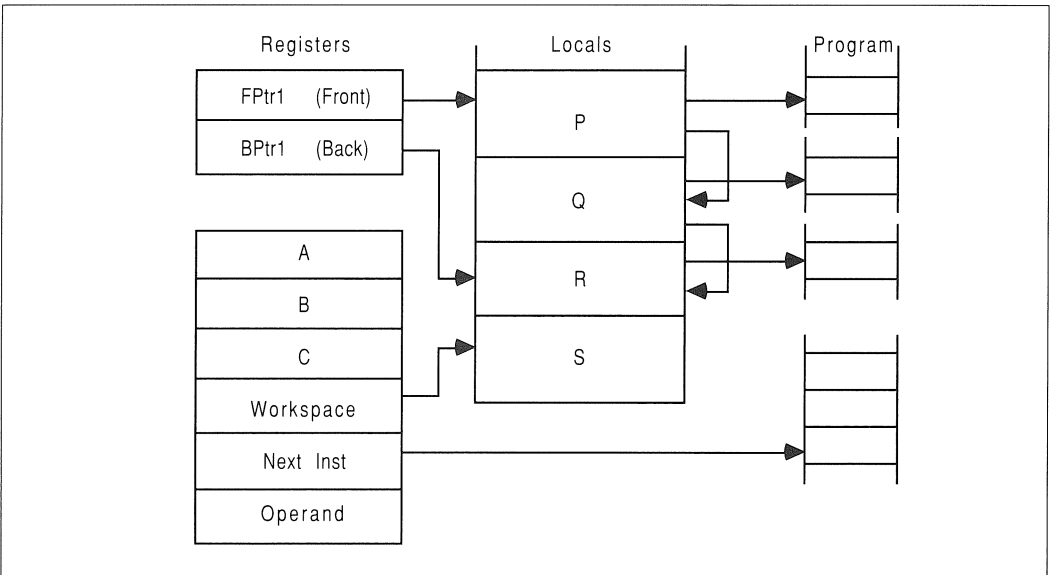 Registers
Locals
Program
FPtr1 (Front)
BPtr1 (Back)
P
Q
R
S
A
B
C
Workspace
Next Inst
Operand